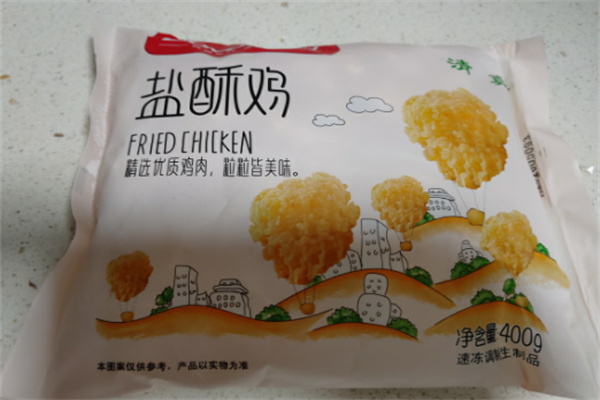 盐酥鸡
清真
FRIED CHICKEN
精选优质鸡肉，粒粒皆美味。
净含量400g
速冻调制生制品
本图案仅供参考，产品以实物为准